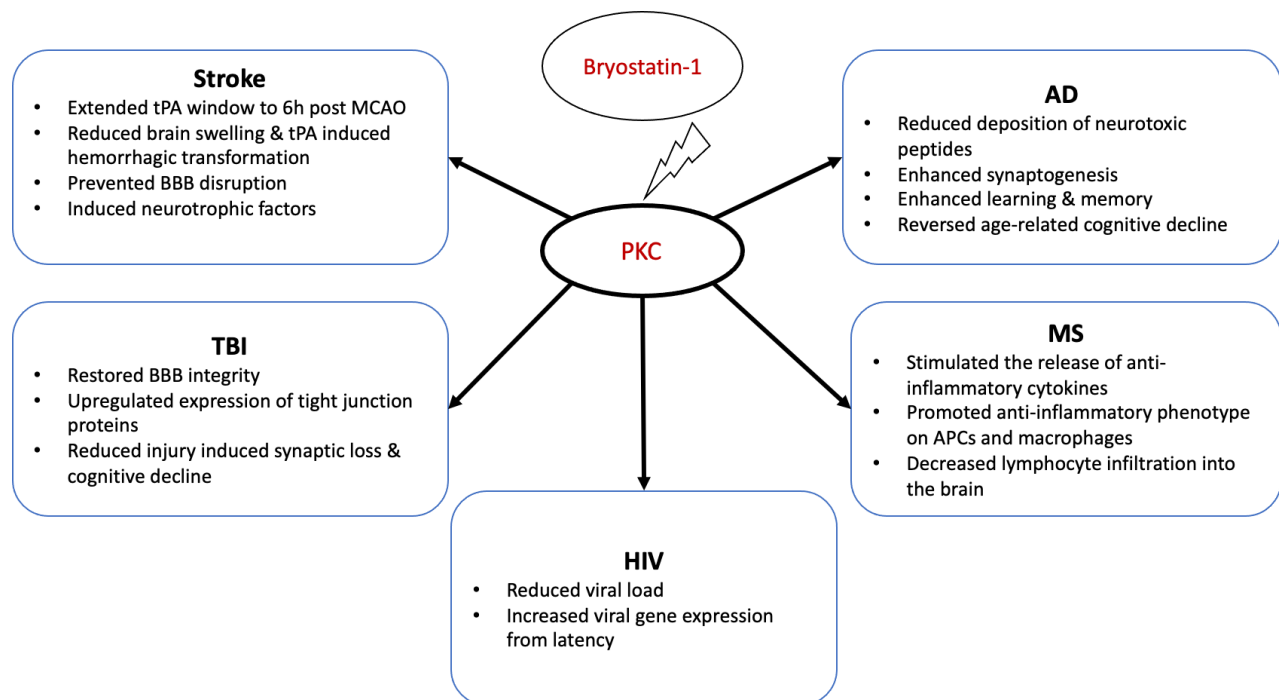 Bryostatin-1
Stroke
• Extended tPA window to 6h post MCAO
• Reduced brain swelling & tPA induced
hemorrhagic transformation
• Prevented BBB disruption
• Induced neurotrophic factors
AD
• Reduced deposition of neurotoxic
peptides
• Enhanced synaptogenesis
• Enhanced learning & memory
• Reversed age-related cognitive decline
PKC
TBI
• Restored BBB integrity
• Upregulated expression of tight junction
proteins
• Reduced injury induced synaptic loss &
cognitive decline
MS
• Stimulated the release of anti-
inflammatory cytokines
• Promoted anti-inflammatory phenotype
on APCs and macrophages
• Decreased lymphocyte infiltration into
the brain
HIV
• Reduced viral load
• Increased viral gene expression
from latency